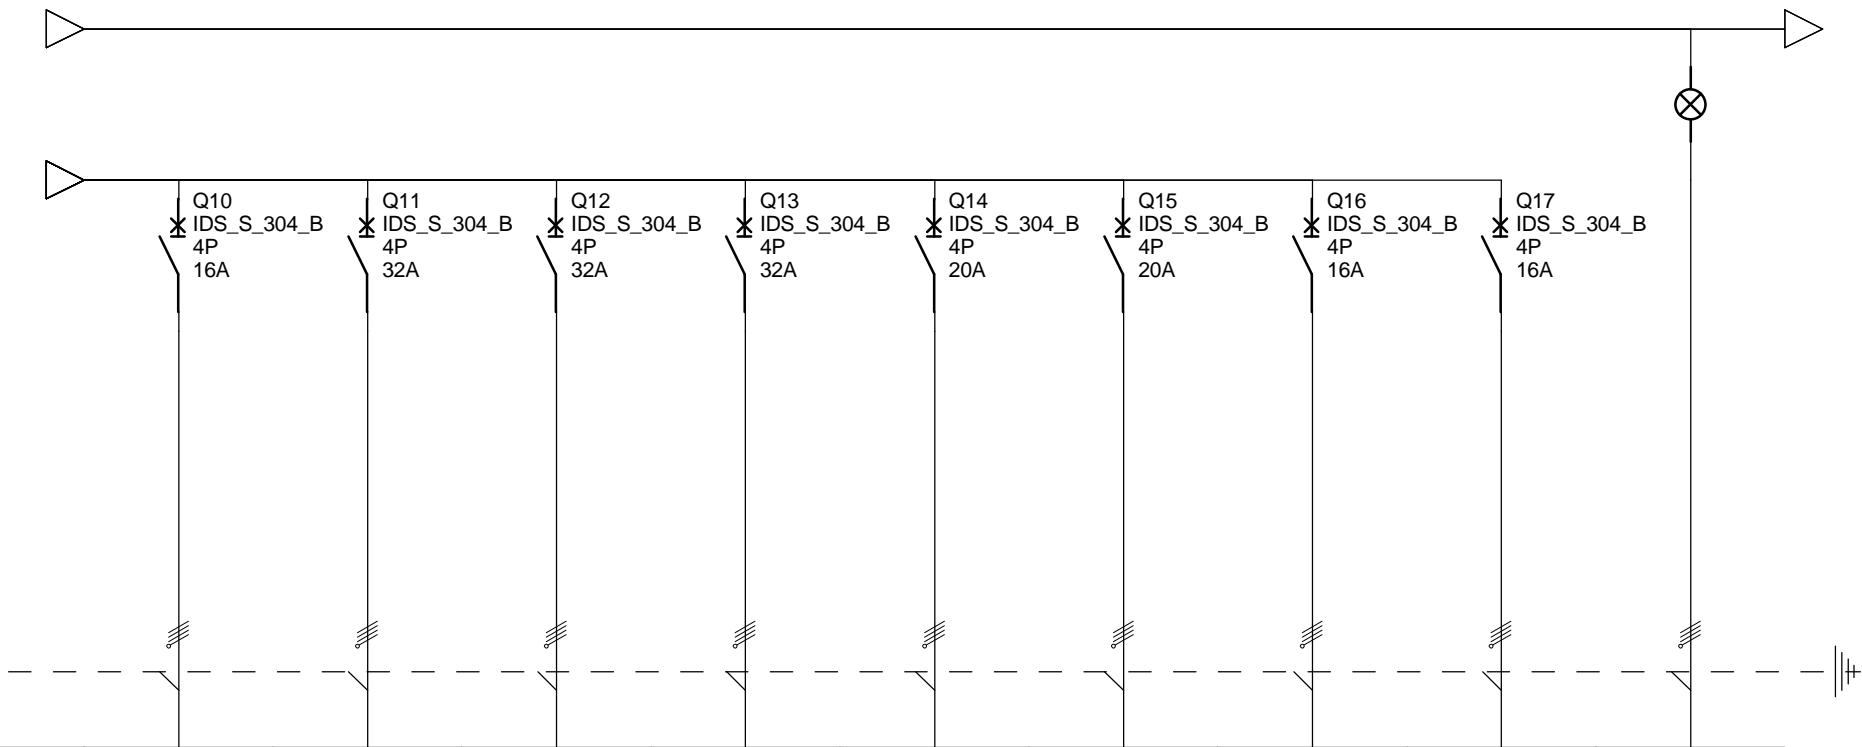 Q10
IDS_S_304_B
4P
16A
Q11
IDS_S_304_B
4P
32A
Q12
IDS_S_304_B
4P
32A
Q13
IDS_S_304_B
4P
32A
Q14
IDS_S_304_B
4P
20A
Q15
IDS_S_304_B
4P
20A
Q16
IDS_S_304_B
4P
16A
Q17
IDS_S_304_B
4P
16A